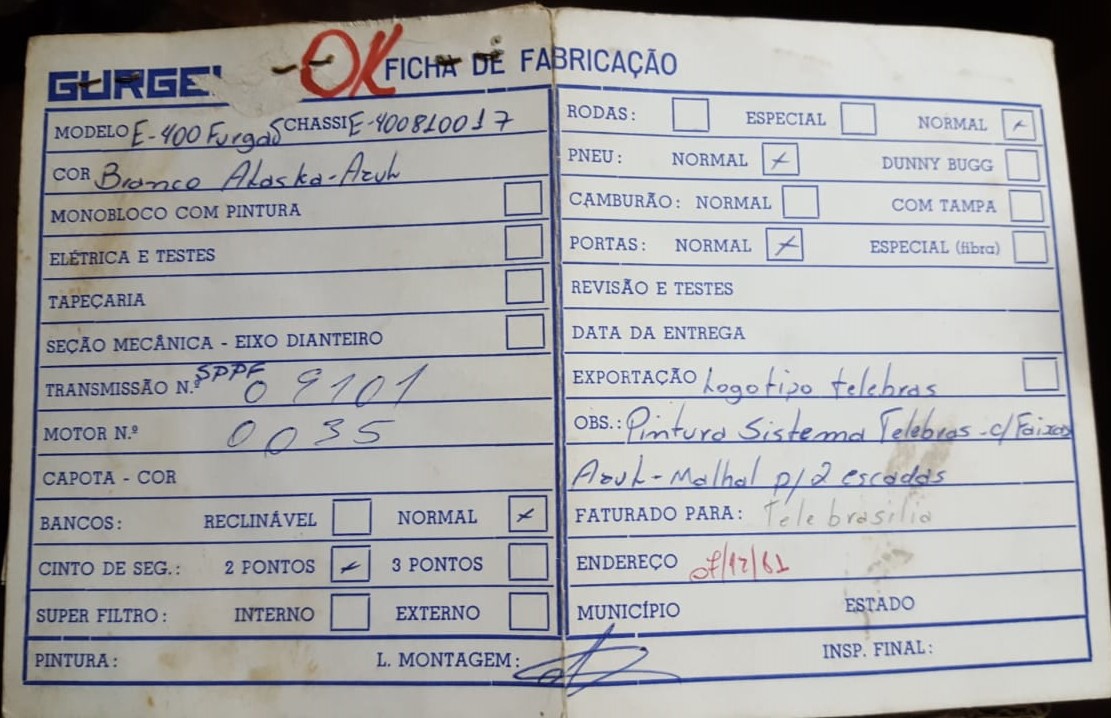 GURGEL OK FICHA DE FABRICAÇÃO
MODELO E-400 Furgão CHASSI E-400810017
COR Branco Alaska-Azul
MONOBLOCO COM PINTURA
ELÉTRICA E TESTES
TAPEÇARIA
SEÇÃO MECÂNICA - EIXO DIANTEIRO
TRANSMISSÃO N.º SPPF 09101
MOTOR N.º 0035
CAPOTA - COR
BANCOS: RECLINÁVEL NORMAL
CINTO DE SEG.: 2 PONTOS 3 PONTOS
SUPER FILTRO: INTERNO EXTERNO
PINTURA: L. MONTAGEM:
RODAS: ESPECIAL NORMAL
PNEU: NORMAL DUNNY BUGG
CAMBURÃO: NORMAL COM TAMPA
PORTAS: NORMAL ESPECIAL (fibra)
REVISÃO E TESTES
DATA DA ENTREGA
EXPORTAÇÃO Logotipo telebras
OBS.: Pintura Sistema Telebras - c/ Faixas
Azul - Malhal p/ 2 escadas
FATURADO PARA: Telebrasilia
ENDEREÇO
MUNICÍPIO ESTADO
INSP. FINAL: